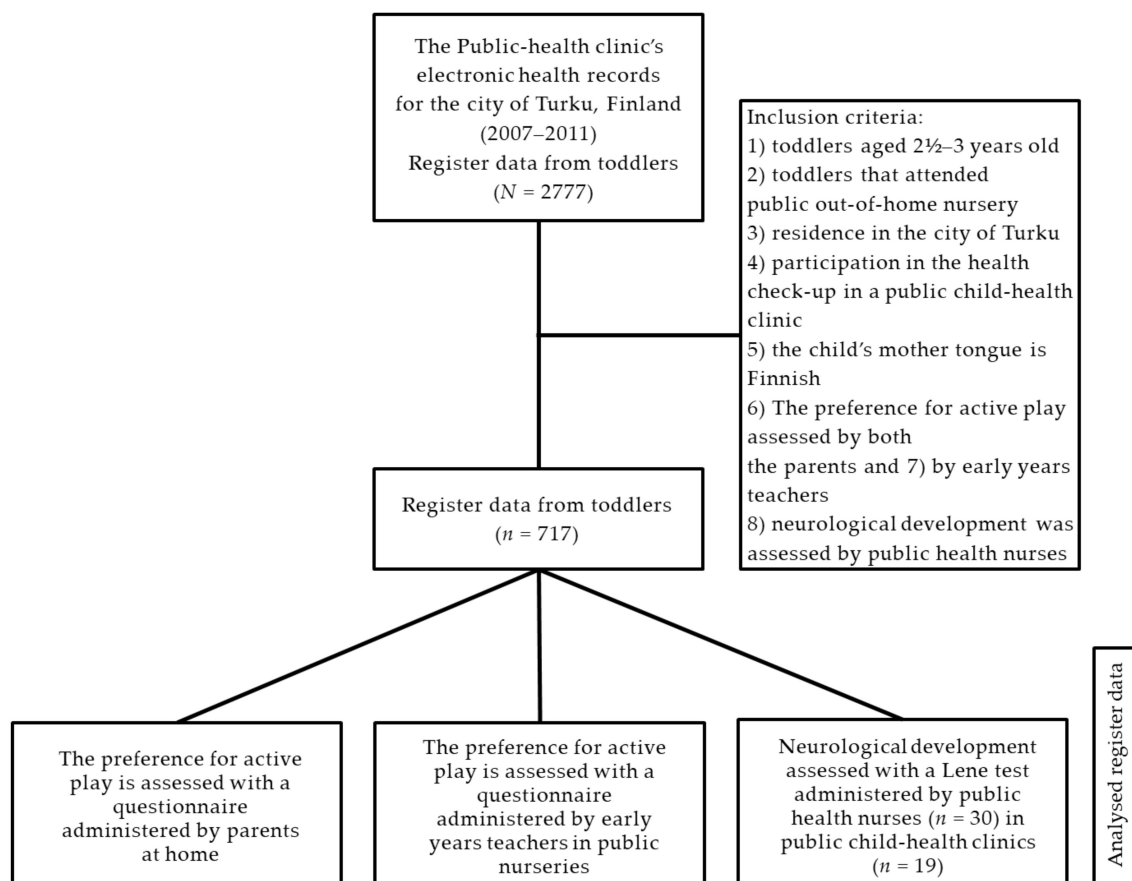 The Public-health clinic's
electronic health records
for the city of Turku, Finland
(2007–2011)
Register data from toddlers
(N = 2777)
Inclusion criteria:
1) toddlers aged 2½–3 years old
2) toddlers that attended
public out-of-home nursery
3) residence in the city of Turku
4) participation in the health
check-up in a public child-health
clinic
5) the child's mother tongue is
Finnish
6) The preference for active play
assessed by both
the parents and 7) by early years
teachers
8) neurological development was
assessed by public health nurses
Register data from toddlers
(n = 717)
The preference for active
play is assessed with a
questionnaire
administered by parents
at home
The preference for active
play is assessed with a
questionnaire
administered by early
years teachers in public
nurseries
Neurological development
assessed with a Lene test
administered by public
health nurses (n = 30) in
public child-health clinics
(n = 19)
Analysed register data